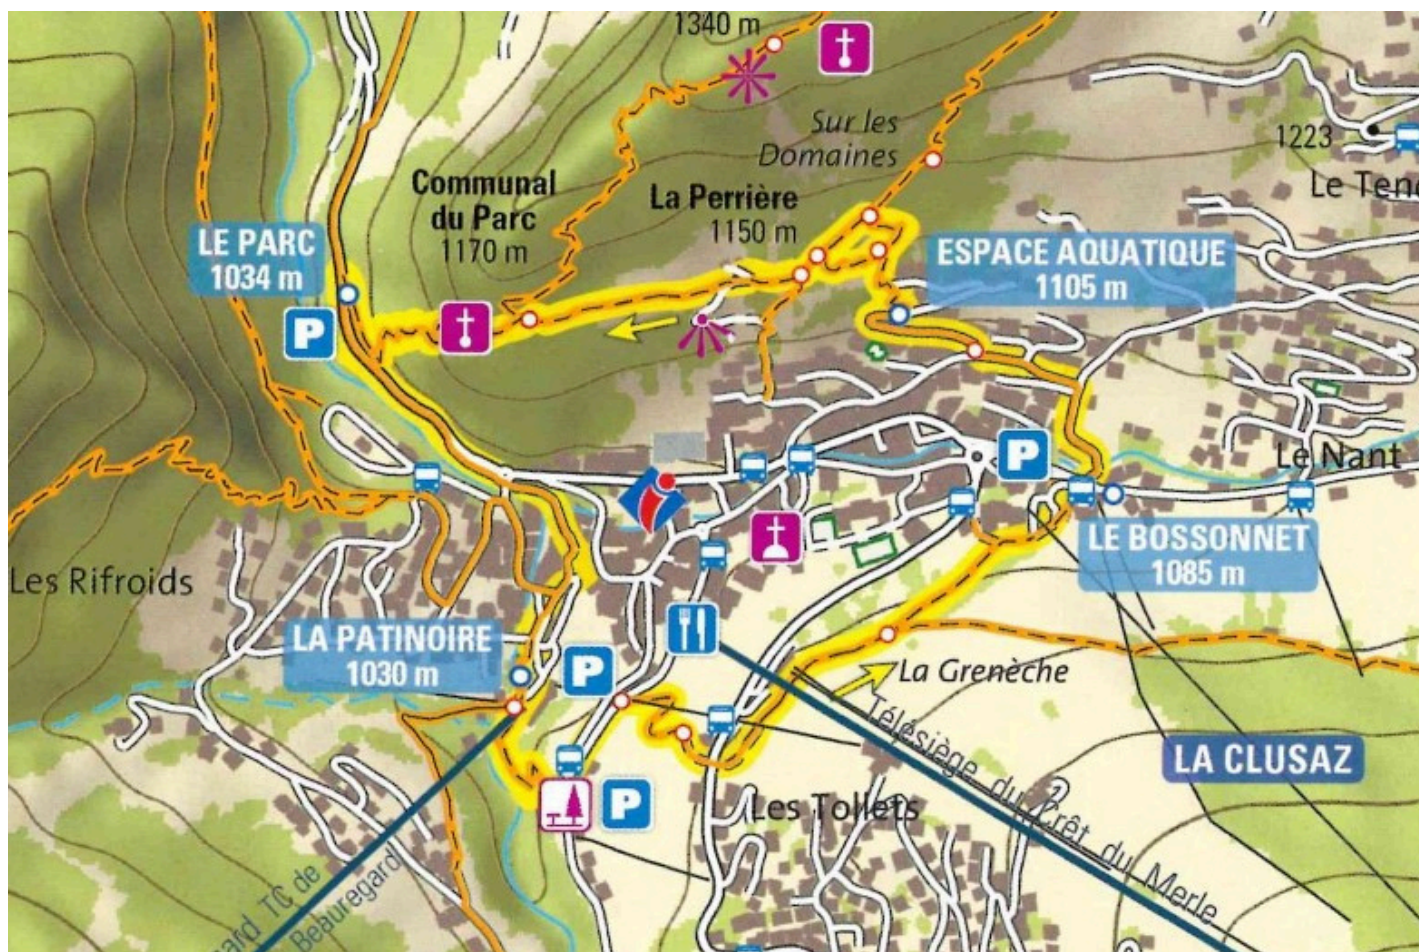 1340 m
Sur les
Domaines
1223
Le Ten
Communal
du Parc
1170 m
La Perrière
1150 m
LE PARC
1034 m
ESPACE AQUATIQUE
1105 m
P
P
Le Nant
LE BOSSONNET
1085 m
Les Rifroids
LA PATINOIRE
1030 m
P
La Grenèche
LA CLUSAZ
P
Les Tollets
Télésiège du Crêt du Merle
ard TC de
Beauregard